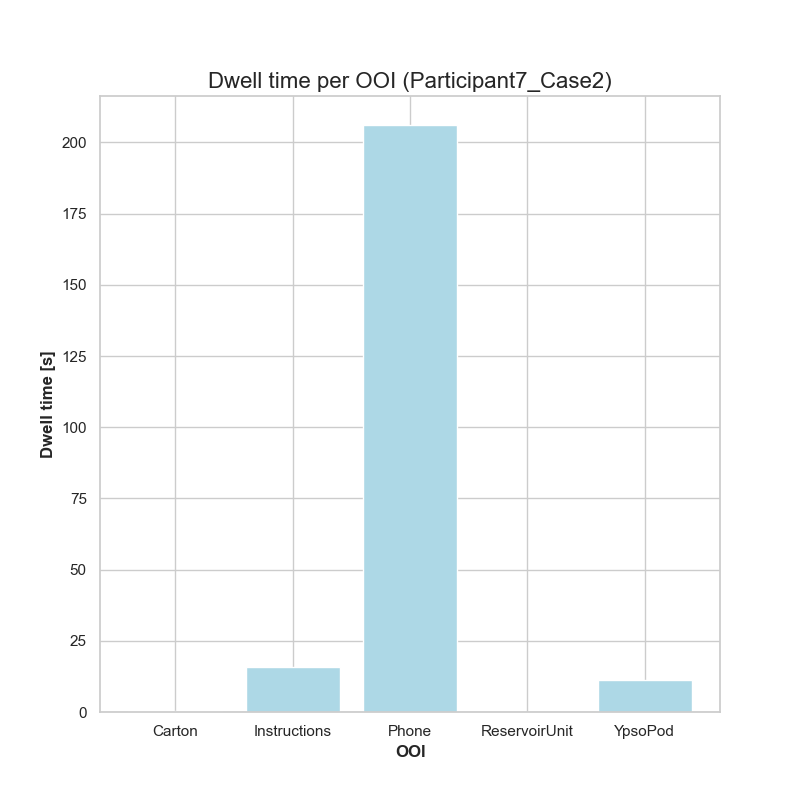 Dwell time per OOI (Participant7_Case2)
200
175
150
125
100
75
50
25
0
Dwell time [s]
Carton Instructions Phone ReservoirUnit YpsoPod
OOI